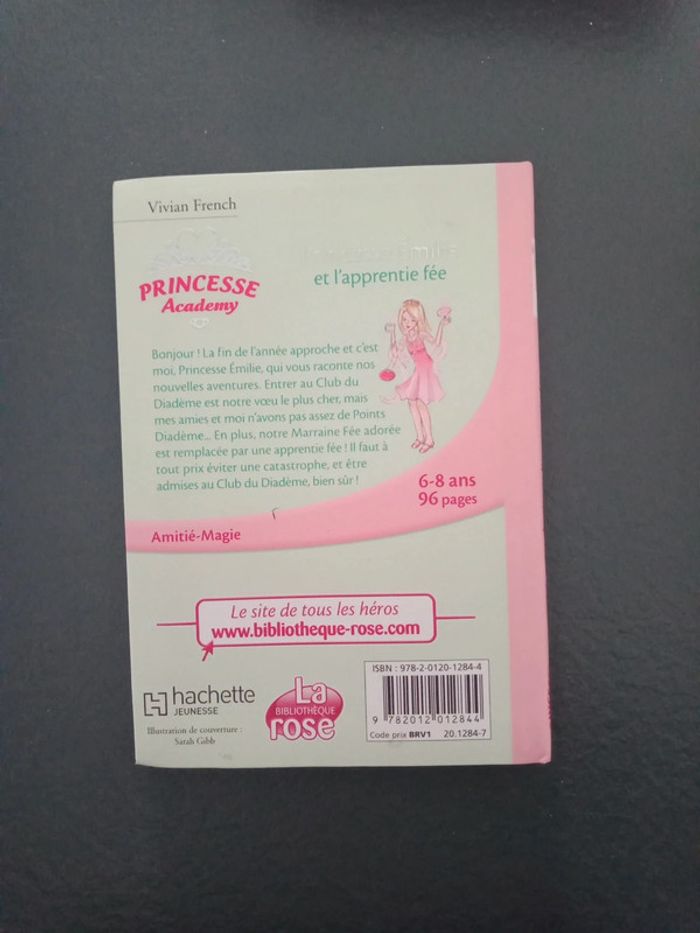 Vivian French
PRINCESSE
Academy
Princesse Émilie
et l'apprentie fée
Bonjour ! La fin de l'année approche et c'est
moi, Princesse Émilie, qui vous raconte nos
nouvelles aventures. Entrer au Club du
Diadème est notre vœu le plus cher, mais
mes amies et moi n'avons pas assez de Points
Diadème... En plus, notre Marraine Fée adorée
est remplacée par une apprentie fée ! Il faut à
tout prix éviter une catastrophe, et être
admises au Club du Diadème, bien sûr !
6-8 ans
96 pages
Amitié-Magie
Le site de tous les héros
www.bibliotheque-rose.com
hachette
JEUNESSE
Illustration de couverture :
Sarah Gibb
La
BIBLIOTHÈQUE
rose
ISBN : 978-2-0120-1284-4
9 782012 012844
Code prix BRV1 20.1284-7